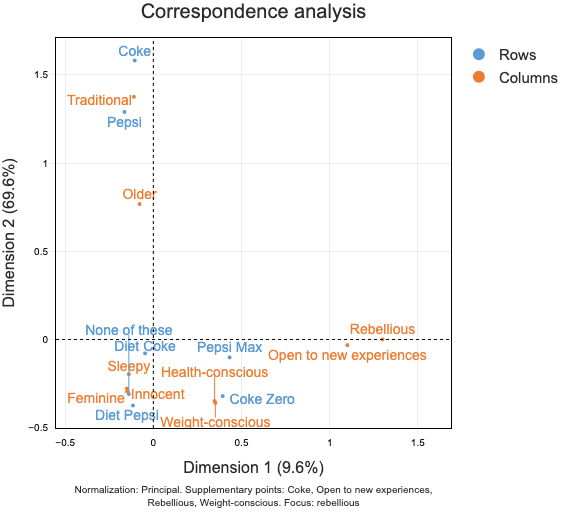 Correspondence analysis
Rows
Columns
Dimension 2 (69.6%)
1.5
1
0.5
0
−0.5
Coke
Traditional
Pepsi
Older
None of these
Diet Coke
Pepsi Max
Rebellious
Open to new experiences
Sleepy
Health-conscious
Feminine
Innocent
Coke Zero
Diet Pepsi
Weight-conscious
−0.5
0
0.5
1
1.5
Dimension 1 (9.6%)
Normalization: Principal. Supplementary points: Coke, Open to new experiences,
Rebellious, Weight-conscious. Focus: rebellious